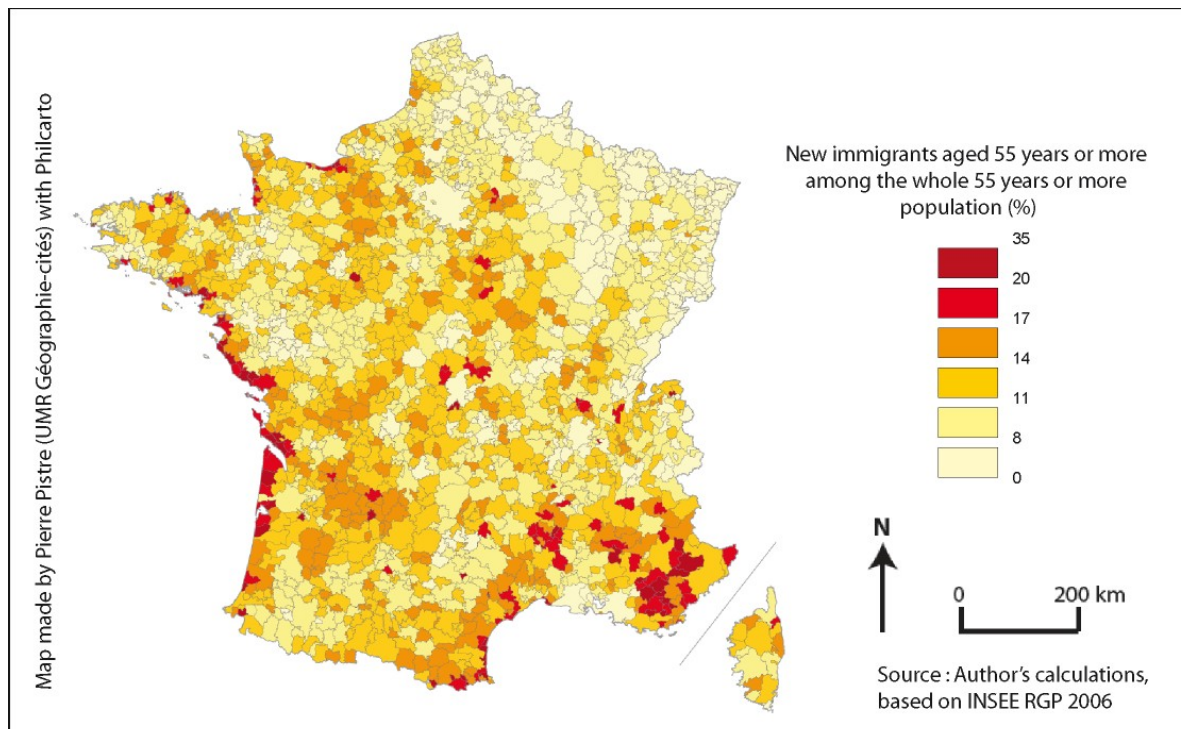 Map made by Pierre Pistre (UMR Géographie-cités) with Philcarto
New immigrants aged 55 years or more
among the whole 55 years or more
population (%)
35
20
17
14
11
8
0
N
0 200 km
Source : Author's calculations,
based on INSEE RGP 2006